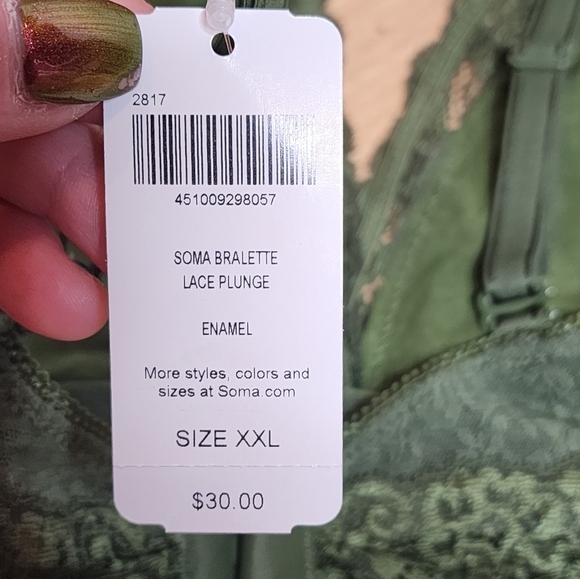 2817
451009298057
SOMA BRALETTE
LACE PLUNGE
ENAMEL
More styles, colors and
sizes at Soma.com
SIZE XXL
$30.00